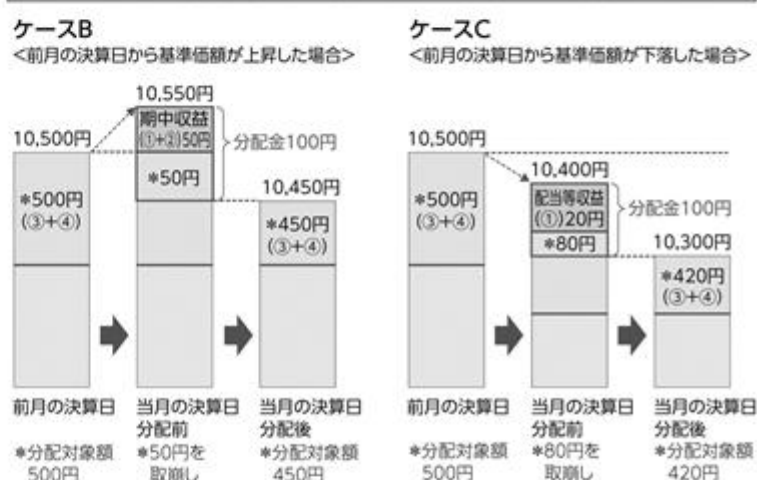 ケースB
<前月の決算日から基準価額が上昇した場合>
10,550円
10,500円
期中収益
(①+②)50円
分配金100円
*50円
*500円
(③+④)
10,450円
*450円
(③+④)
前月の決算日
当月の決算日
分配前
当月の決算日
分配後
*分配対象額
500円
*50円を
取崩し
*分配対象額
450円
ケースC
<前月の決算日から基準価額が下落した場合>
10,500円
10,400円
*500円
(③+④)
配当等収益
(①)20円
分配金100円
*80円
10,300円
*420円
(③+④)
前月の決算日
当月の決算日
分配前
当月の決算日
分配後
*分配対象額
500円
*80円を
取崩し
*分配対象額
420円